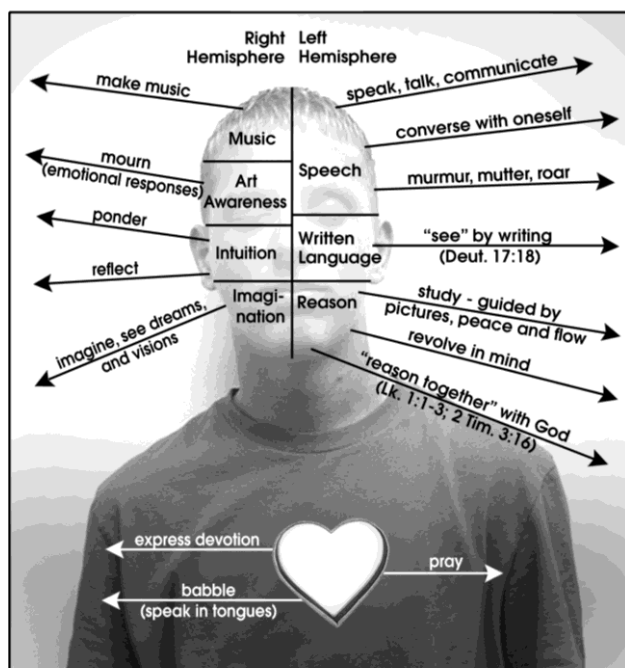 Right
Hemisphere
Left
Hemisphere
make music
mourn
(emotional responses)
ponder
reflect
imagine, see dreams,
and visions
Music
Art
Awareness
Intuition
Imagi-
nation
Speech
Written
Language
Reason
speak, talk, communicate
converse with oneself
murmur, mutter, roar
"see" by writing
(Deut. 17:18)
study - guided by
pictures, peace and flow
revolve in mind
"reason together" with God
(Lk. 1:1-3; 2 Tim. 3:16)
express devotion
babble
(speak in tongues)
pray